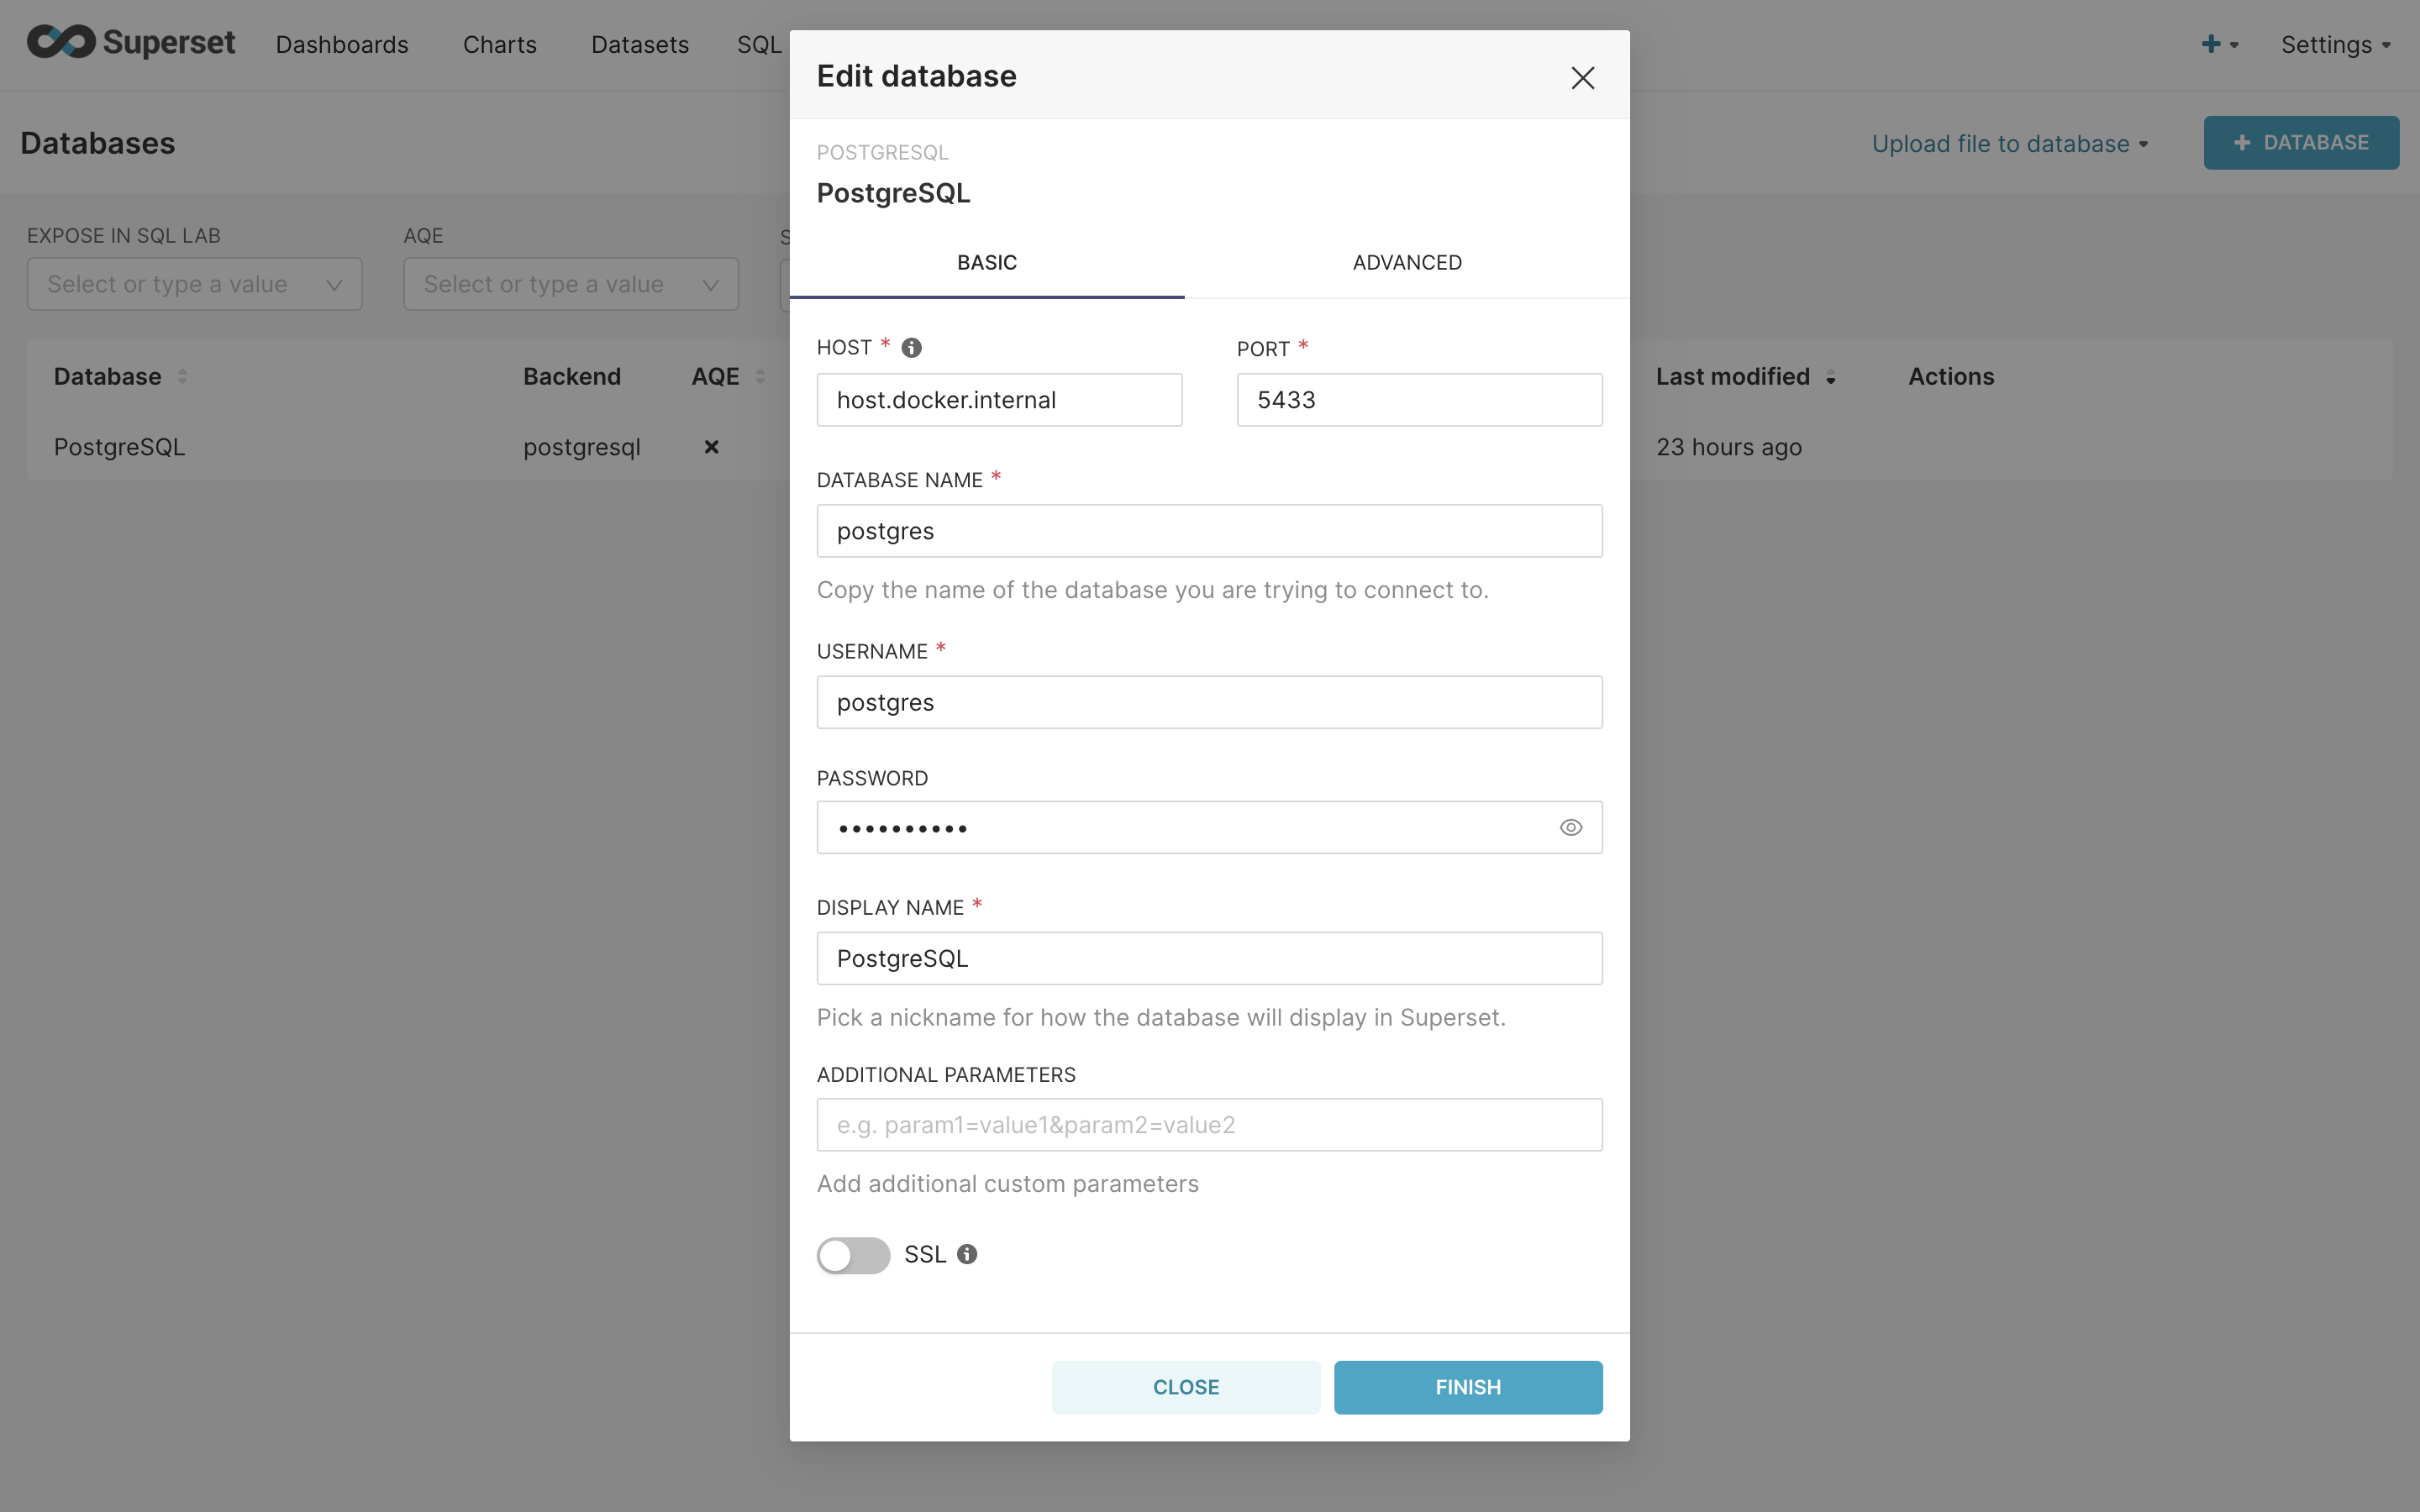 Superset Dashboards Charts Datasets SQL
Settings
Databases
Upload file to database
DATABASE
EXPOSE IN SQL LAB
AQE
Select or type a value
Select or type a value
Database Backend AQE Last modified Actions
PostgreSQL postgresql 23 hours ago
Edit database
POSTGRESQL
PostgreSQL
BASIC ADVANCED
HOST *
PORT *
host.docker.internal
5433
DATABASE NAME *
postgres
Copy the name of the database you are trying to connect to.
USERNAME *
postgres
PASSWORD
••••••••••
DISPLAY NAME *
PostgreSQL
Pick a nickname for how the database will display in Superset.
ADDITIONAL PARAMETERS
e.g. param1=value1&param2=value2
Add additional custom parameters
SSL
CLOSE FINISH